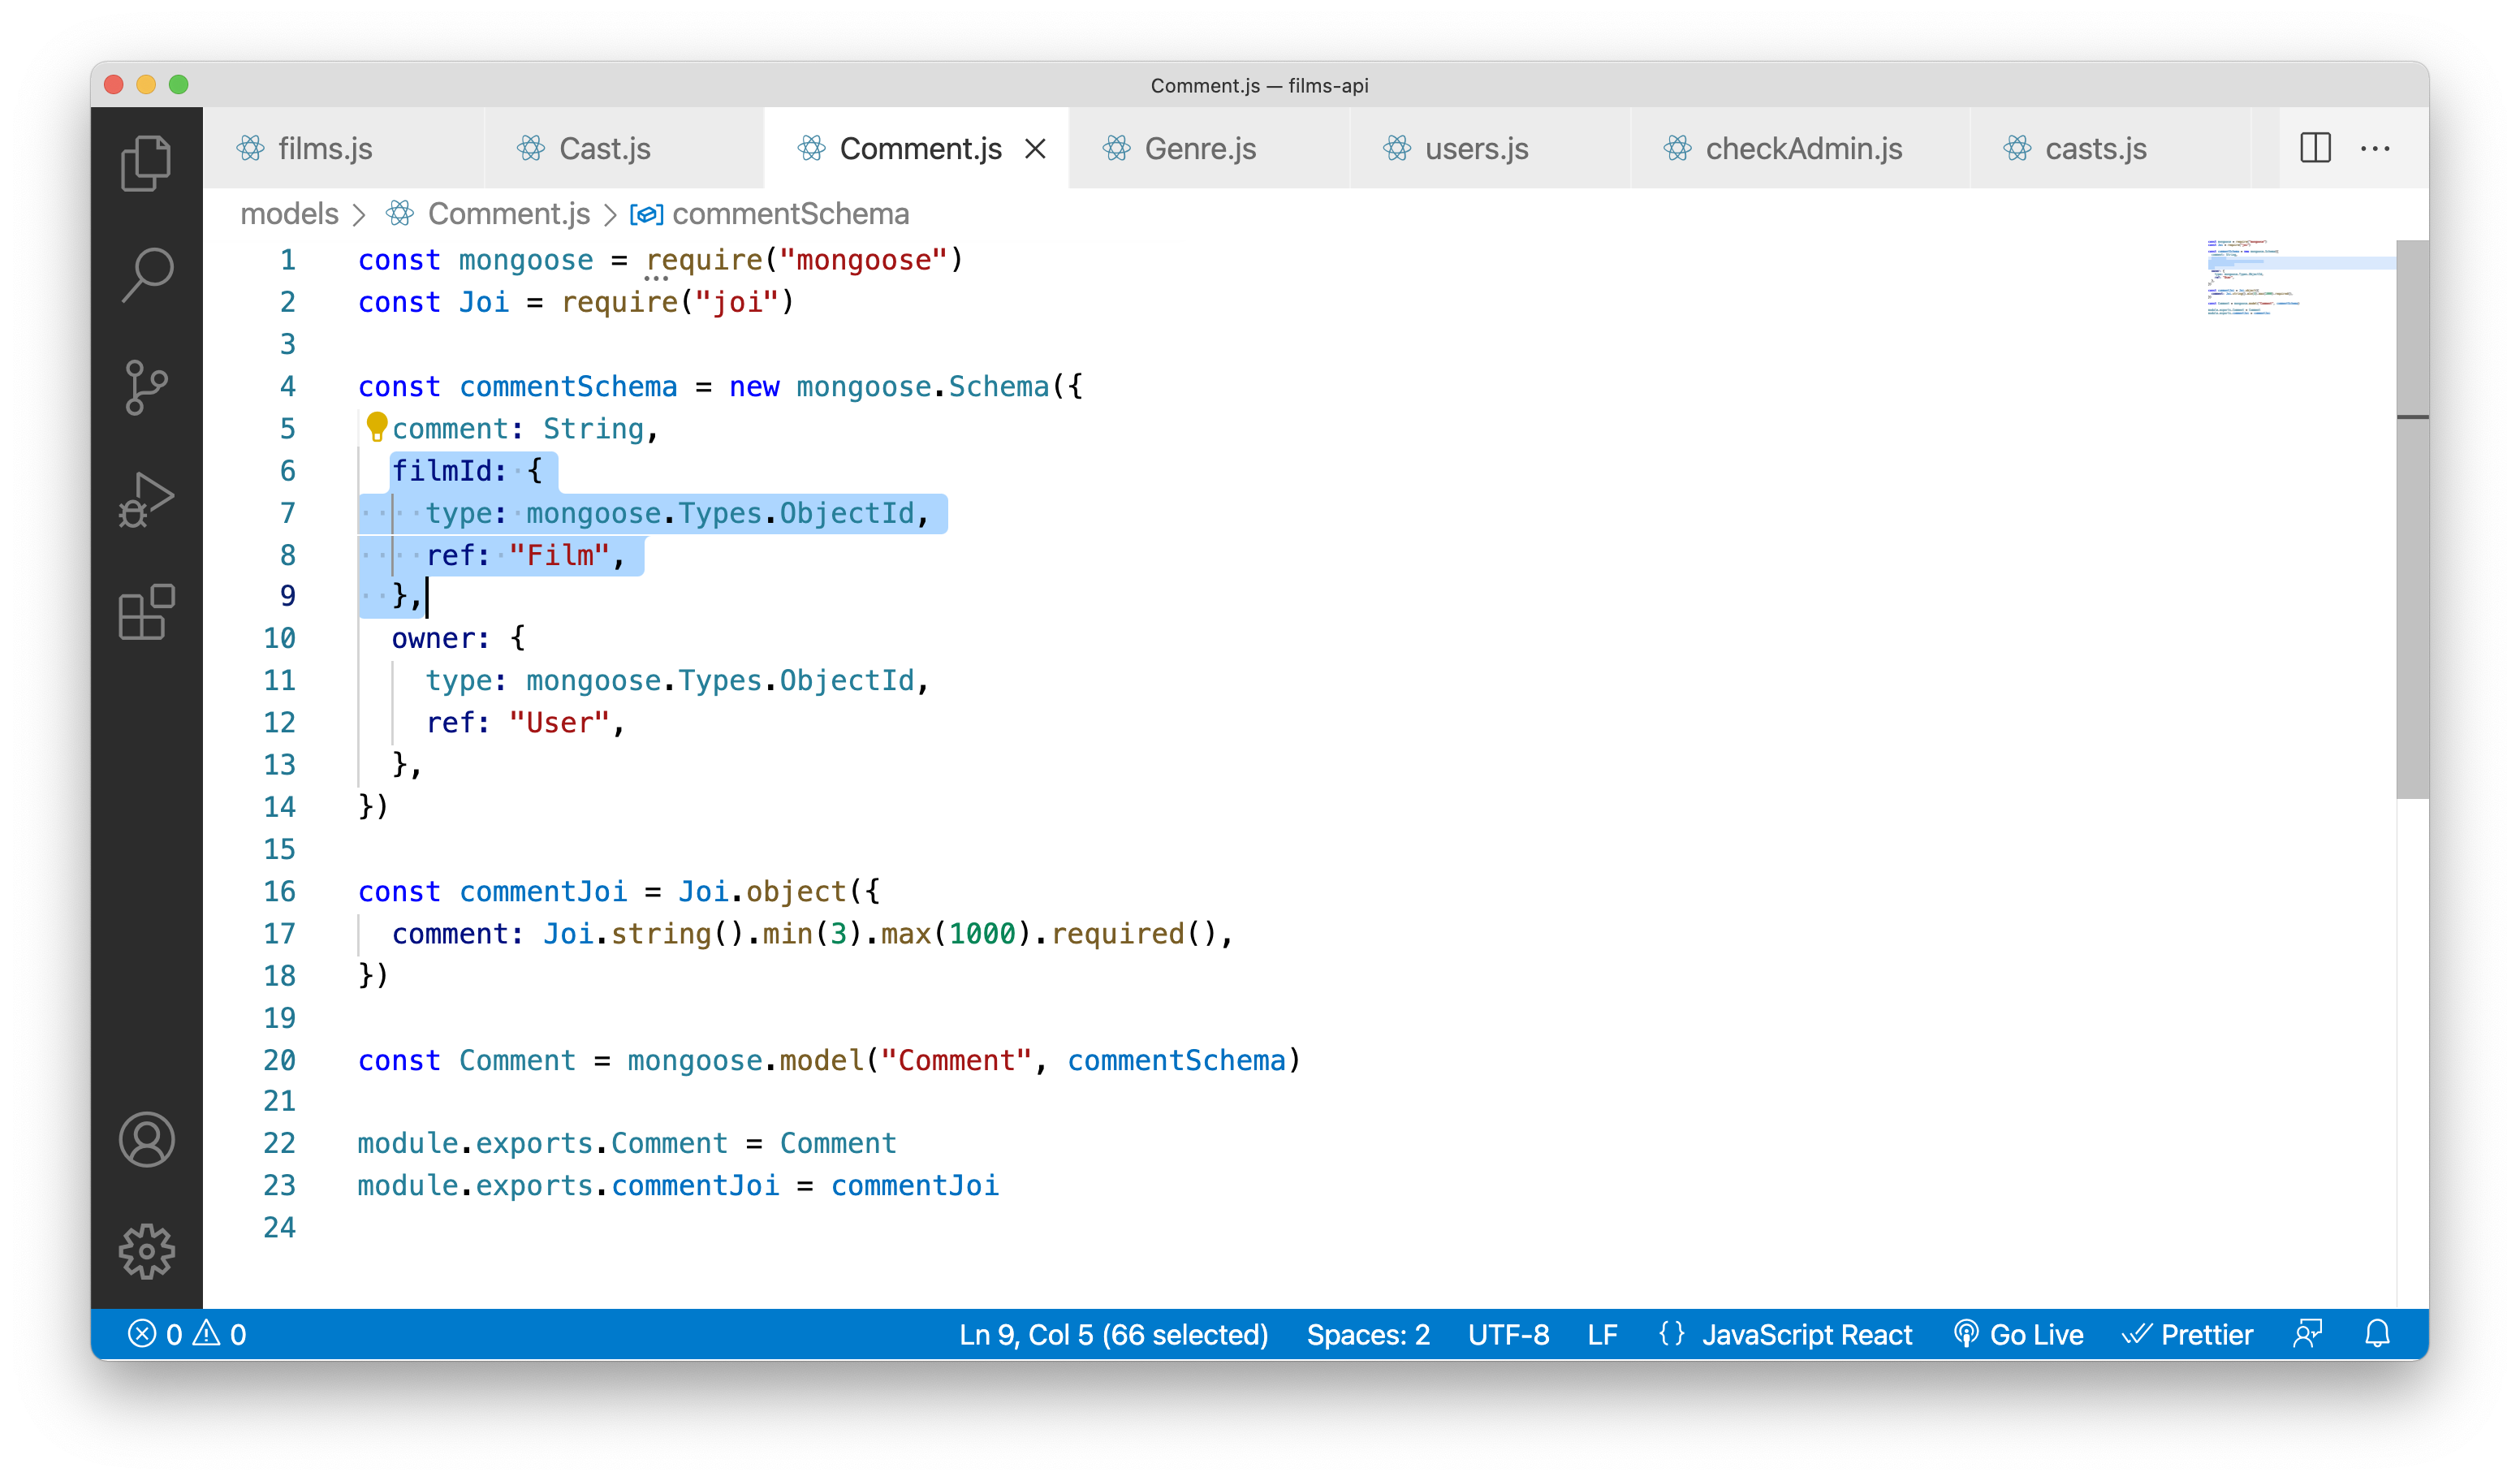 Comment.js — films-api
films.js Cast.js Comment.js Genre.js users.js checkAdmin.js casts.js
models > Comment.js > commentSchema
1 const mongoose = require("mongoose")
2 const Joi = require("joi")
3
4 const commentSchema = new mongoose.Schema({
5 comment: String,
6 filmId: {
7 type: mongoose.Types.ObjectId,
8 ref: "Film",
9 },
10 owner: {
11 type: mongoose.Types.ObjectId,
12 ref: "User",
13 },
14 })
15
16 const commentJoi = Joi.object({
17 comment: Joi.string().min(3).max(1000).required(),
18 })
19
20 const Comment = mongoose.model("Comment", commentSchema)
21
22 module.exports.Comment = Comment
23 module.exports.commentJoi = commentJoi
24
0 0 Ln 9, Col 5 (66 selected) Spaces: 2 UTF-8 LF {} JavaScript React Go Live Prettier